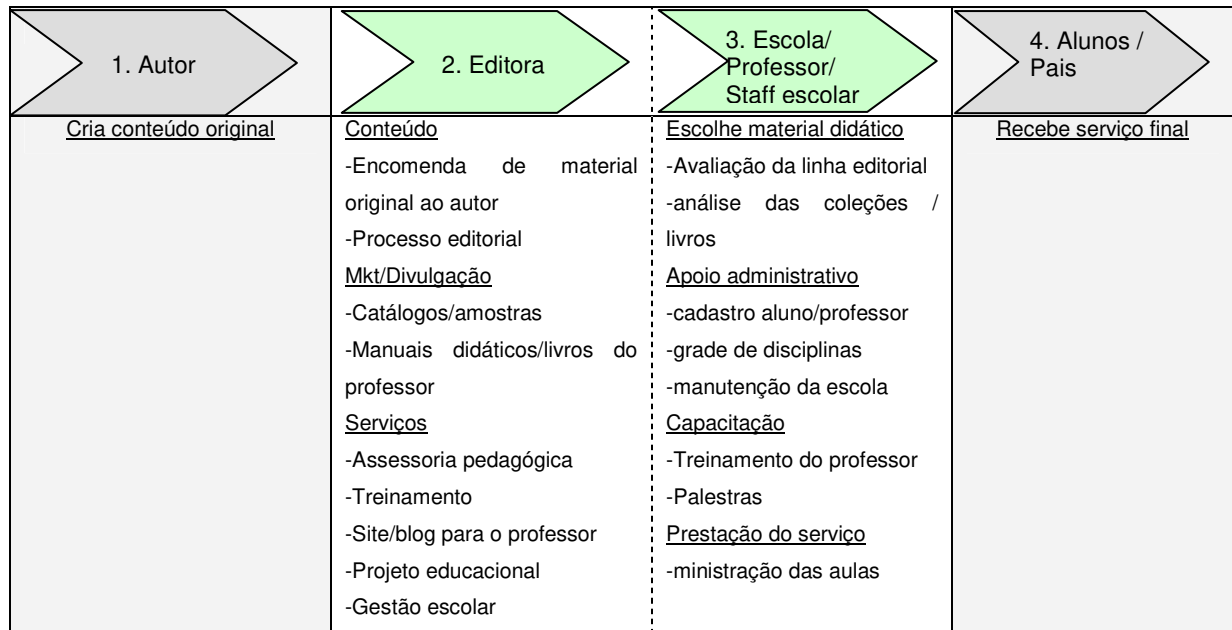 1. Autor
2. Editora
3. Escola/
Professor/
Staff escolar
4. Alunos /
Pais
Cria conteúdo original
Conteúdo
-Encomenda de material
original ao autor
-Processo editorial
Mkt/Divulgação
-Catálogos/amostras
-Manuais didáticos/livros do
professor
Serviços
-Assessoria pedagógica
-Treinamento
-Site/blog para o professor
-Projeto educacional
-Gestão escolar
Escolhe material didático
-Avaliação da linha editorial
-análise das coleções /
livros
Apoio administrativo
-cadastro aluno/professor
-grade de disciplinas
-manutenção da escola
Capacitação
-Treinamento do professor
-Palestras
Prestação do serviço
-ministração das aulas
Recebe serviço final